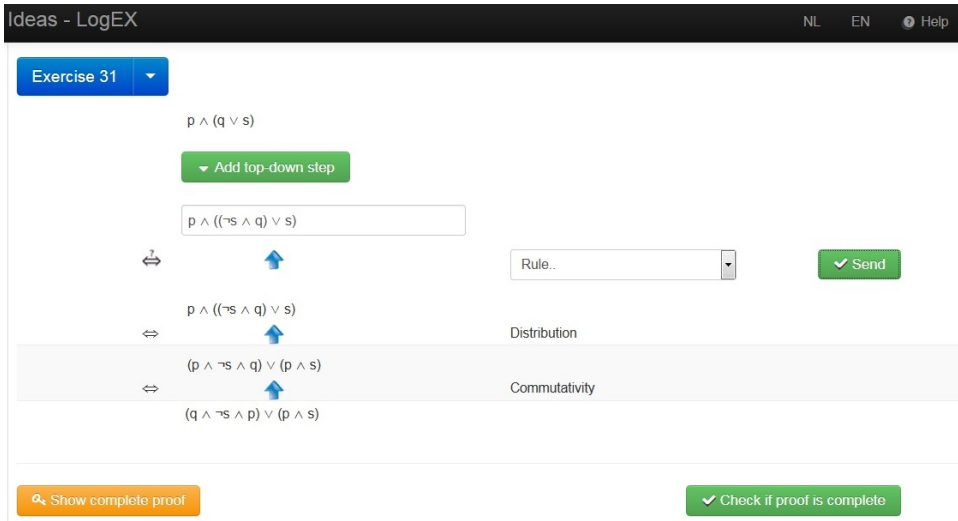 Ideas - LogEX NL EN Help
Exercise 31
p ∧ (q ∨ s)
Add top-down step
p ∧ ((¬s ∧ q) ∨ s)
?
⇔ Rule.. Send
p ∧ ((¬s ∧ q) ∨ s)
⇔ Distribution
(p ∧ ¬s ∧ q) ∨ (p ∧ s)
⇔ Commutativity
(q ∧ ¬s ∧ p) ∨ (p ∧ s)
Show complete proof Check if proof is complete